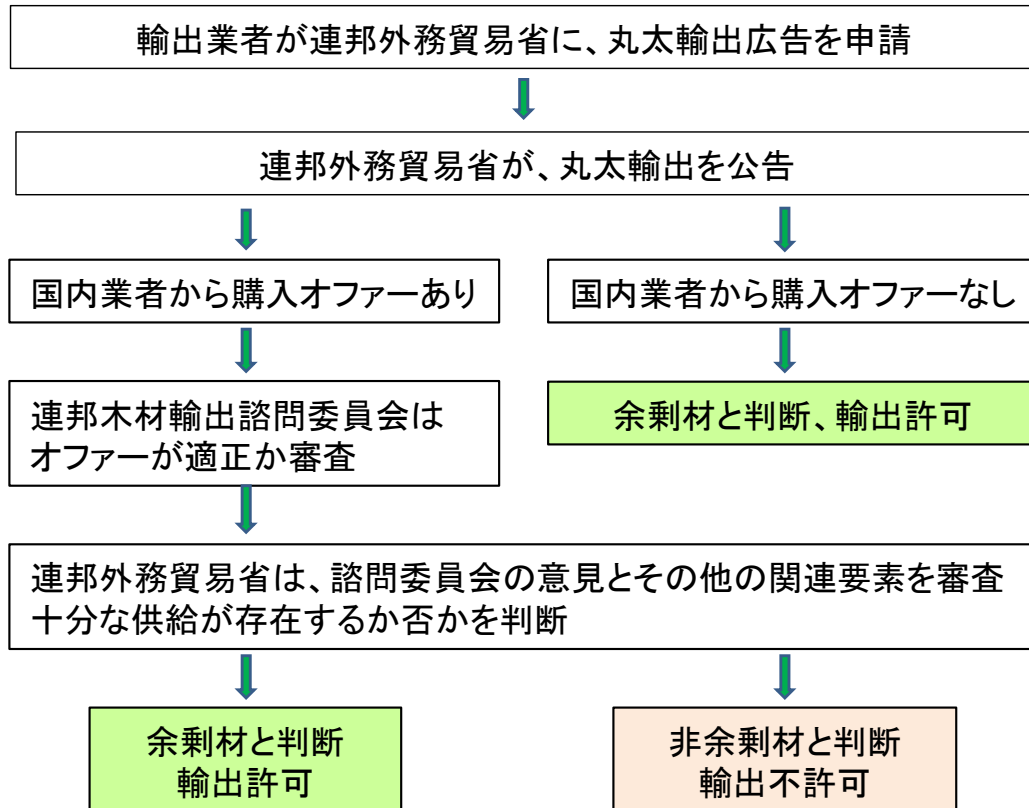 輸出業者が連邦外務貿易省に、丸太輸出広告を申請
連邦外務貿易省が、丸太輸出を公告
国内業者から購入オファーあり
国内業者から購入オファーなし
連邦木材輸出諮問委員会は
オファーが適正か審査
余剰材と判断、輸出許可
連邦外務貿易省は、諮問委員会の意見とその他の関連要素を審査
十分な供給が存在するか否かを判断
余剰材と判断
輸出許可
非余剰材と判断
輸出不許可